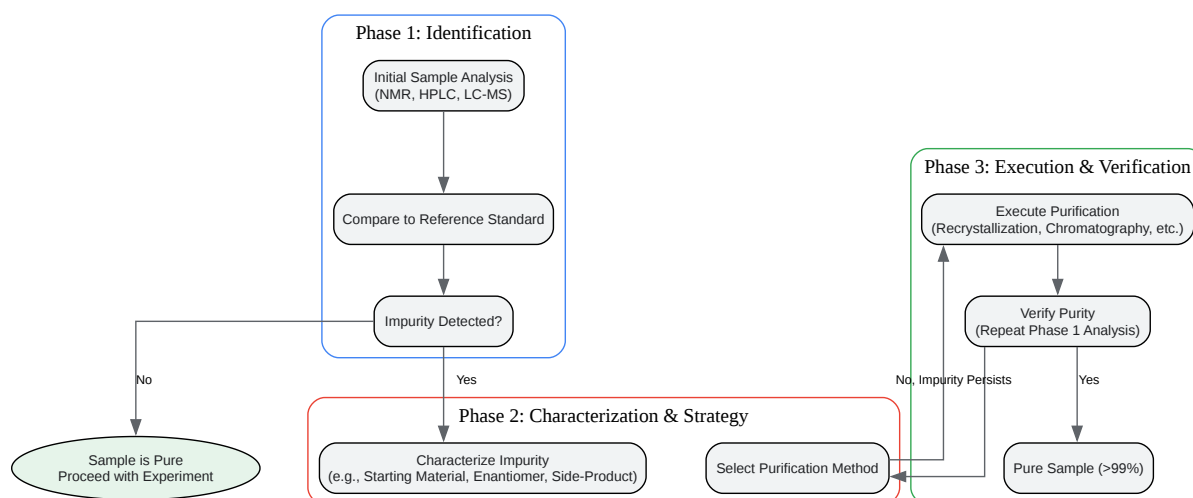 Phase 1: Identification
Initial Sample Analysis
(NMR, HPLC, LC-MS)
Compare to Reference Standard
Impurity Detected?
No
Yes
Sample is Pure
Proceed with Experiment
Phase 2: Characterization & Strategy
Characterize Impurity
(e.g., Starting Material, Enantiomer, Side-Product)
Select Purification Method
Phase 3: Execution & Verification
Execute Purification
(Recrystallization, Chromatography, etc.)
Verify Purity
(Repeat Phase 1 Analysis)
No, Impurity Persists
Yes
Pure Sample (>99%)